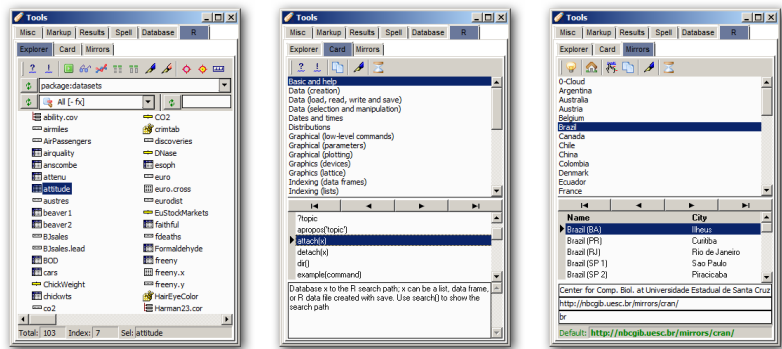 Tools
Misc Markup Results Spell Database R
Explorer Card Mirrors
package:datasets
All [- fx]
ability.cov CO2
airmiles crimtab
AirPassengers discoveries
airquality DNase
anscombe esoph
attenu euro
attitude euro.cross
austres eurodist
beaver1 EuStockMarkets
beaver2 faithful
BJsales fdeaths
BJsales.lead Formaldehyde
BOD freeny
cars freeny.x
ChickWeight freeny.y
chickwts HairEyeColor
co2 Harman23.cor
Total: 103 Index: 7 Sel: attitude
Tools
Misc Markup Results Spell Database R
Explorer Card Mirrors
Basic and help
Data (creation)
Data (load, read, write and save)
Data (selection and manipulation)
Dates and times
Distributions
Graphical (low-level commands)
Graphical (parameters)
Graphical (plotting)
Graphics (devices)
Graphics (lattice)
Indexing (data frames)
Indexing (lists)
?topic
apropos('topic')
attach(x)
detach(x)
dir()
example(command)
Database x to the R search path; x can be a list, data frame,
or R data file created with save. Use search() to show the
search path
Tools
Misc Markup Results Spell Database R
Explorer Card Mirrors
0-Cloud
Argentina
Australia
Austria
Belgium
Brazil
Canada
Chile
China
Colombia
Denmark
Ecuador
France
Name City
Brazil (BA) Ilheus
Brazil (PR) Curitiba
Brazil (RJ) Rio de Janeiro
Brazil (SP 1) Sao Paulo
Brazil (SP 2) Piracicaba
Center for Comp. Biol. at Universidade Estadual de Santa Cruz
http://nbcgib.uesc.br/mirrors/cran/
br
Default: http://nbcgib.uesc.br/mirrors/cran/